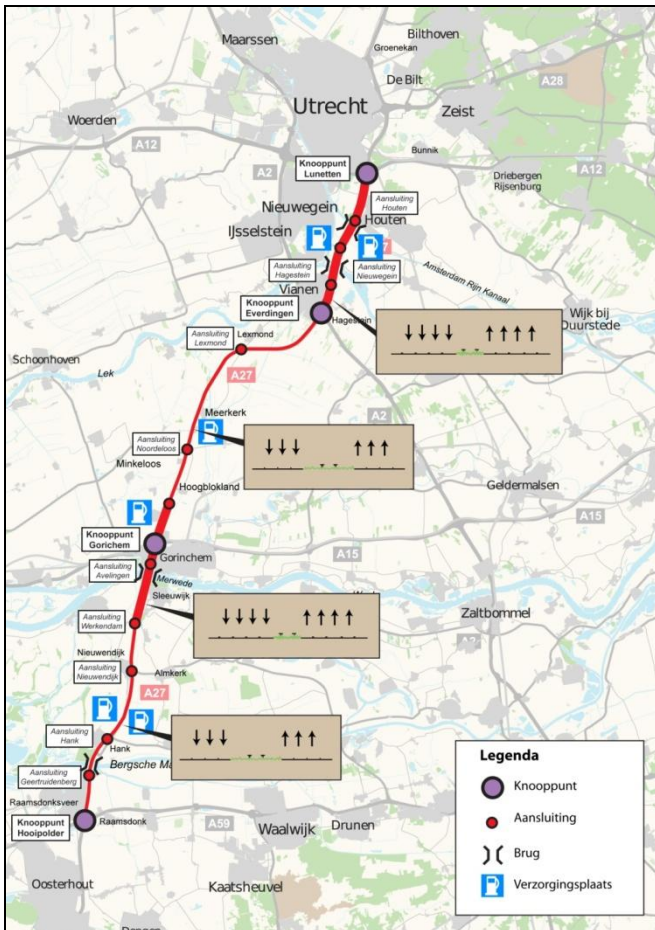 Maarssen
Bilthoven
Groenekan
De Bilt
A28
Utrecht
Zeist
Woerden
A12
A2
Bunnik
Knooppunt
Lunetten
A12
Driebergen
Rijsenburg
Nieuwegein
Aansluiting
Houten
Houten
IJsselstein
Aansluiting
Hagestein
Aansluiting
Nieuwegein
Amsterdam Rijn Kanaal
Vianen
Knooppunt
Everdingen
Hagestein
Wijk bij
Duurstede
Aansluiting
Lexmond
Lexmond
Schoonhoven
Lek
A27
Meerkerk
A2
Aansluiting
Noordeloos
Minkeloos
Hoogblokland
Geldermalsen
A15
Knooppunt
Gorichem
Gorinchem
A15
Aansluiting
Avelingen
Merwede
Sleeuwijk
Aansluiting
Werkendam
Zaltbommel
Nieuwendijk
Aansluiting
Nieuwendijk
Almkerk
A27
Aansluiting
Hank
Hank
Bergsche Ma
Aansluiting
Geertruidenberg
Raamsdonksveer
Knooppunt
Hooipolder
Raamsdonk
A59
Waalwijk
Drunen
Oosterhout
Kaatsheuvel
Legenda
Knooppunt
Aansluiting
Brug
Verzorgingsplaats